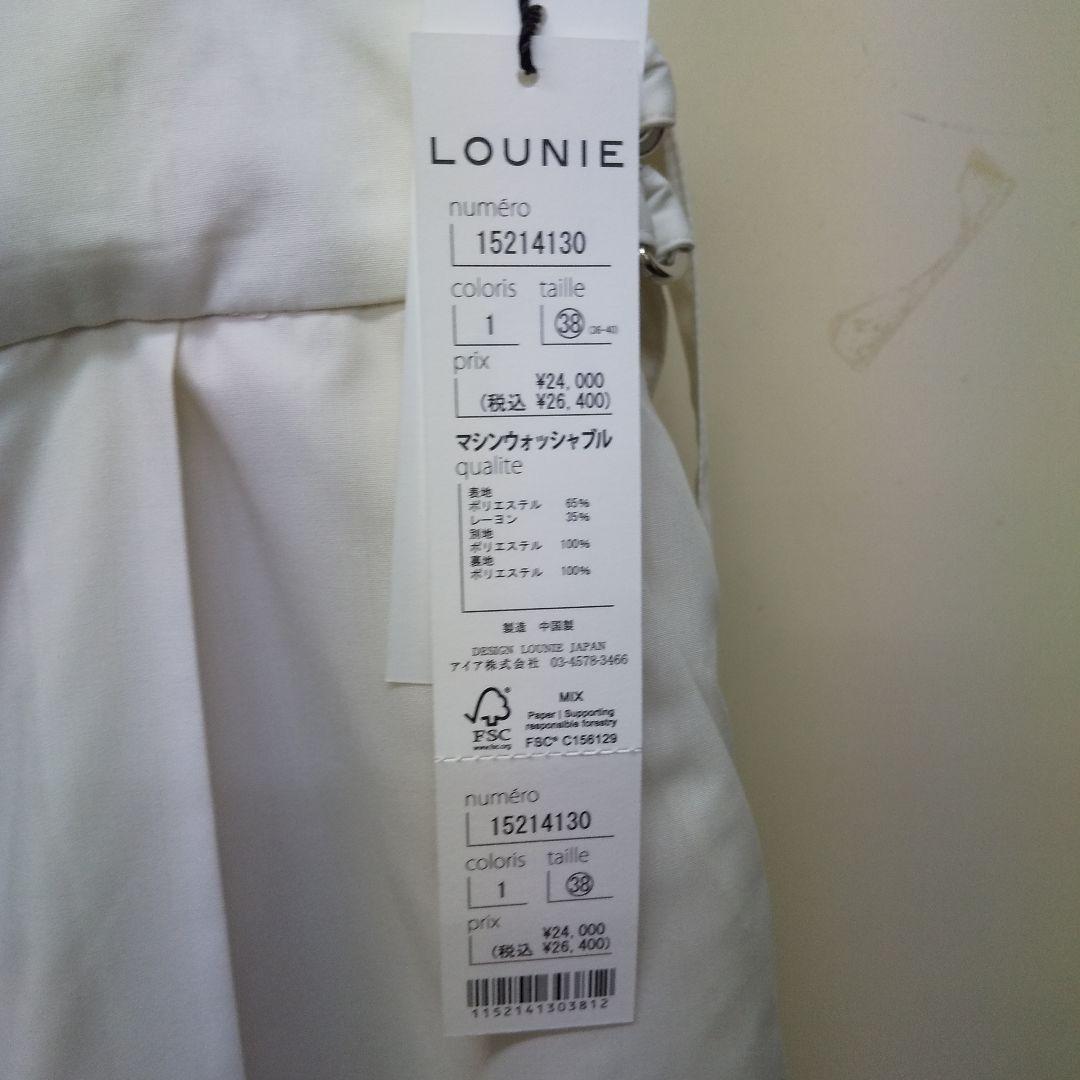 LOUNIE
numéro
15214130
coloris taille
1 38 (36-40)
prix
¥24,000
(税込 ¥26,400)
マシンウォッシャブル
qualite
表地
ポリエステル 65%
レーヨン 35%
別地
ポリエステル 100%
裏地
ポリエステル 100%
製造 中国製
DESIGN LOUNIE JAPAN
アイア株式会社 03-4578-3466
FSC®
www.fsc.org
MIX
Paper | Supporting
responsible forestry
FSC® C156129
numéro
15214130
coloris taille
1 38
prix
¥24,000
(税込 ¥26,400)
1152141303812